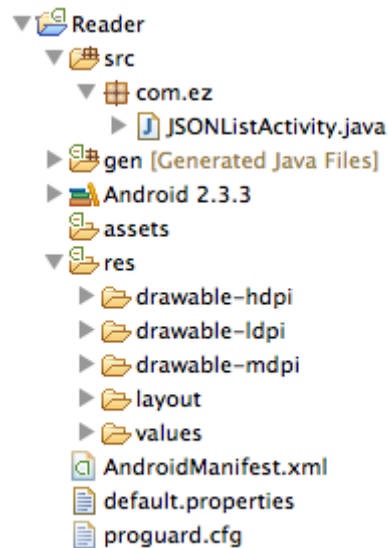 Reader
src
com.ez
JSONListActivity.java
gen [Generated Java Files]
Android 2.3.3
assets
res
drawable-hdpi
drawable-ldpi
drawable-mdpi
layout
values
AndroidManifest.xml
default.properties
proguard.cfg